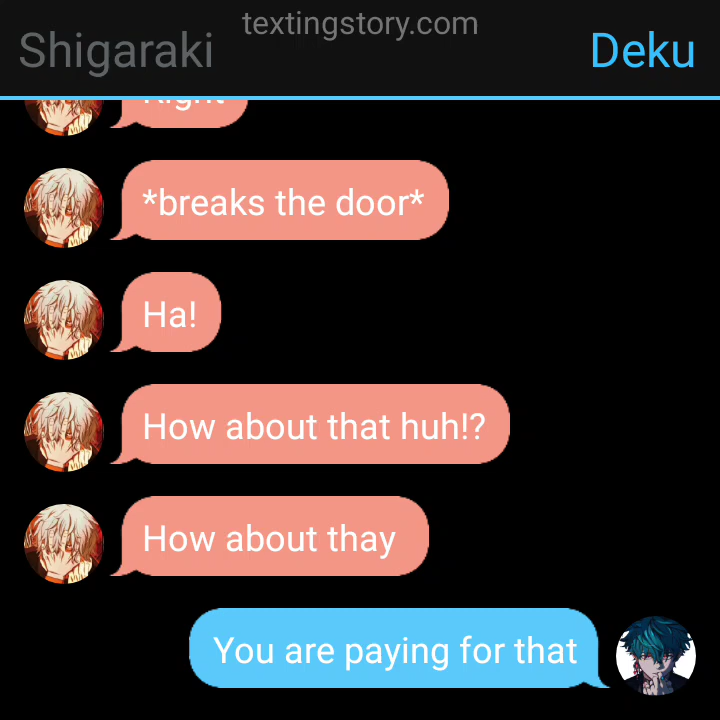 textingstory.com
Shigaraki
Deku
Right
*breaks the door*
Ha!
How about that huh!?
How about thay
You are paying for that